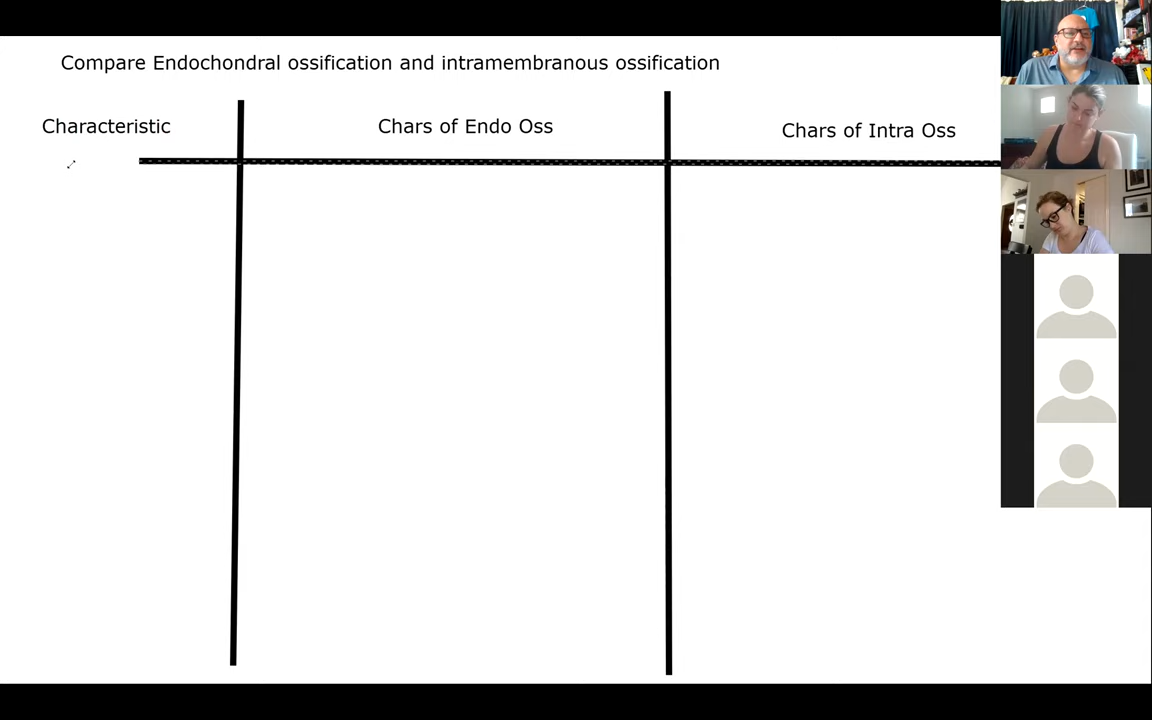 Compare Endochondral ossification and intramembranous ossification
Characteristic
Chars of Endo Oss
Chars of Intra Oss